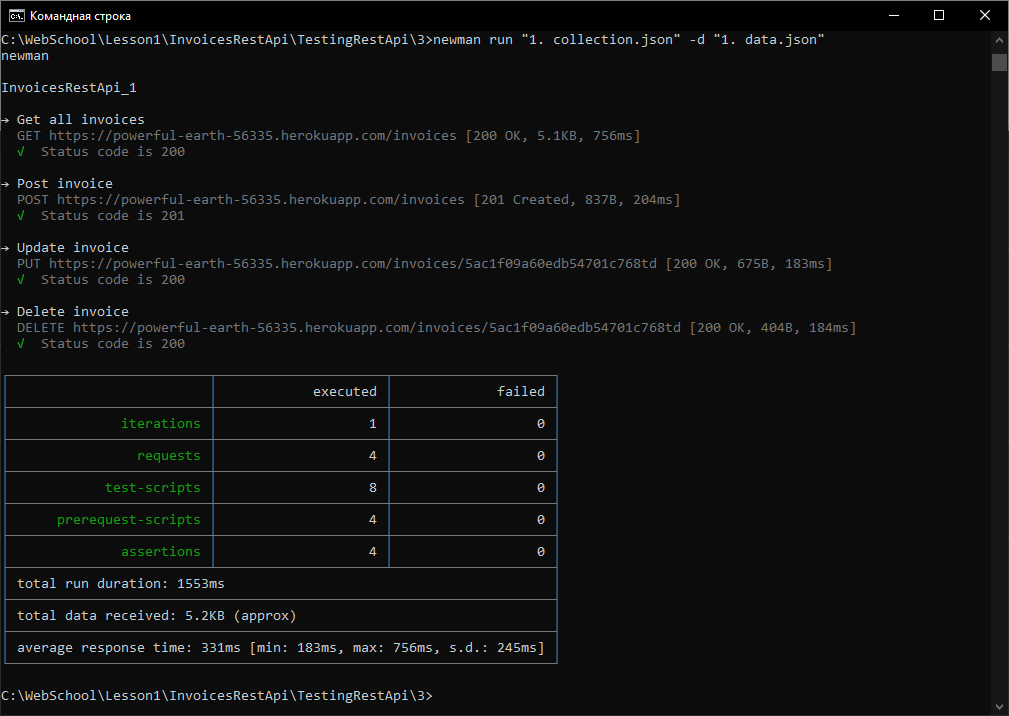 Командная строка
C:\WebSchool\Lesson1\InvoicesRestApi\TestingRestApi\3>newman run "1. collection.json" -d "1. data.json"
newman
InvoicesRestApi_1
→ Get all invoices
GET https://powerful-earth-56335.herokuapp.com/invoices [200 OK, 5.1KB, 756ms]
√ Status code is 200
→ Post invoice
POST https://powerful-earth-56335.herokuapp.com/invoices [201 Created, 837B, 204ms]
√ Status code is 201
→ Update invoice
PUT https://powerful-earth-56335.herokuapp.com/invoices/5ac1f09a60edb54701c768td [200 OK, 675B, 183ms]
√ Status code is 200
→ Delete invoice
DELETE https://powerful-earth-56335.herokuapp.com/invoices/5ac1f09a60edb54701c768td [200 OK, 404B, 184ms]
√ Status code is 200
executed failed
iterations 1 0
requests 4 0
test-scripts 8 0
prerequest-scripts 4 0
assertions 4 0
total run duration: 1553ms
total data received: 5.2KB (approx)
average response time: 331ms [min: 183ms, max: 756ms, s.d.: 245ms]
C:\WebSchool\Lesson1\InvoicesRestApi\TestingRestApi\3>